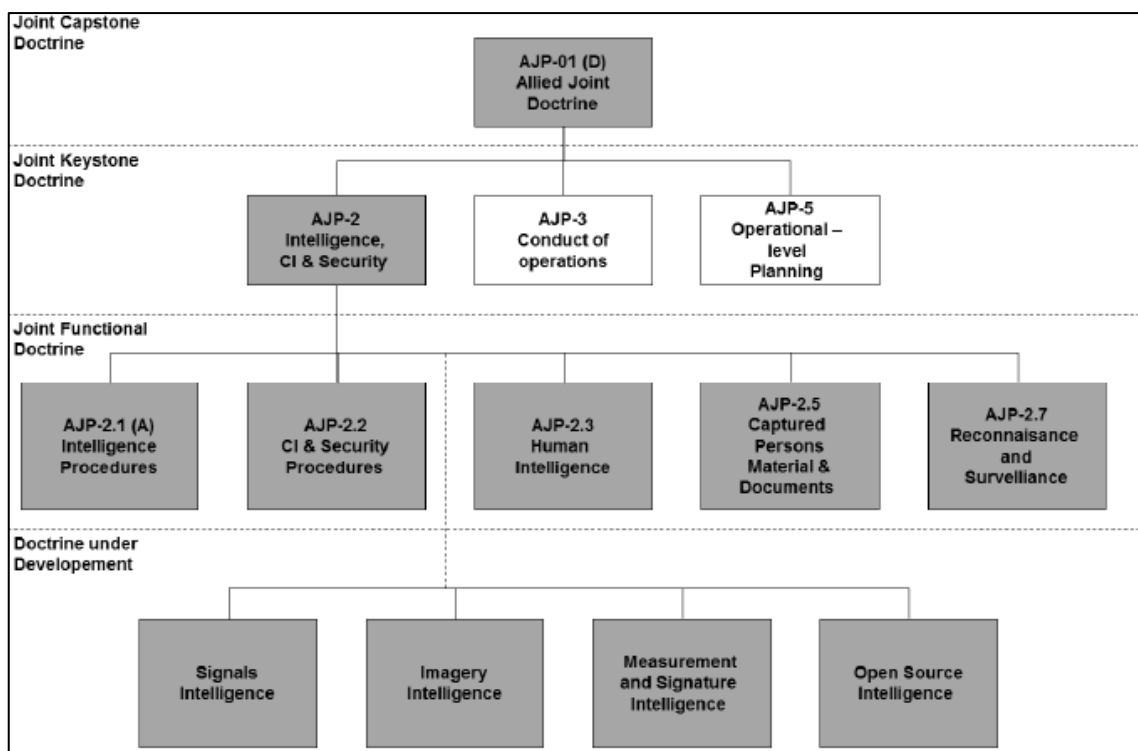 Joint Capstone
Doctrine
AJP-01 (D)
Allied Joint
Doctrine
Joint Keystone
Doctrine
AJP-2
Intelligence,
CI & Security
AJP-3
Conduct of
operations
AJP-5
Operational –
level
Planning
Joint Functional
Doctrine
AJP-2.1 (A)
Intelligence
Procedures
AJP-2.2
CI & Security
Procedures
AJP-2.3
Human
Intelligence
AJP-2.5
Captured
Persons
Material &
Documents
AJP-2.7
Reconnaisance
and
Survelliance
Doctrine under
Developement
Signals
Intelligence
Imagery
Intelligence
Measurement
and Signature
Intelligence
Open Source
Intelligence